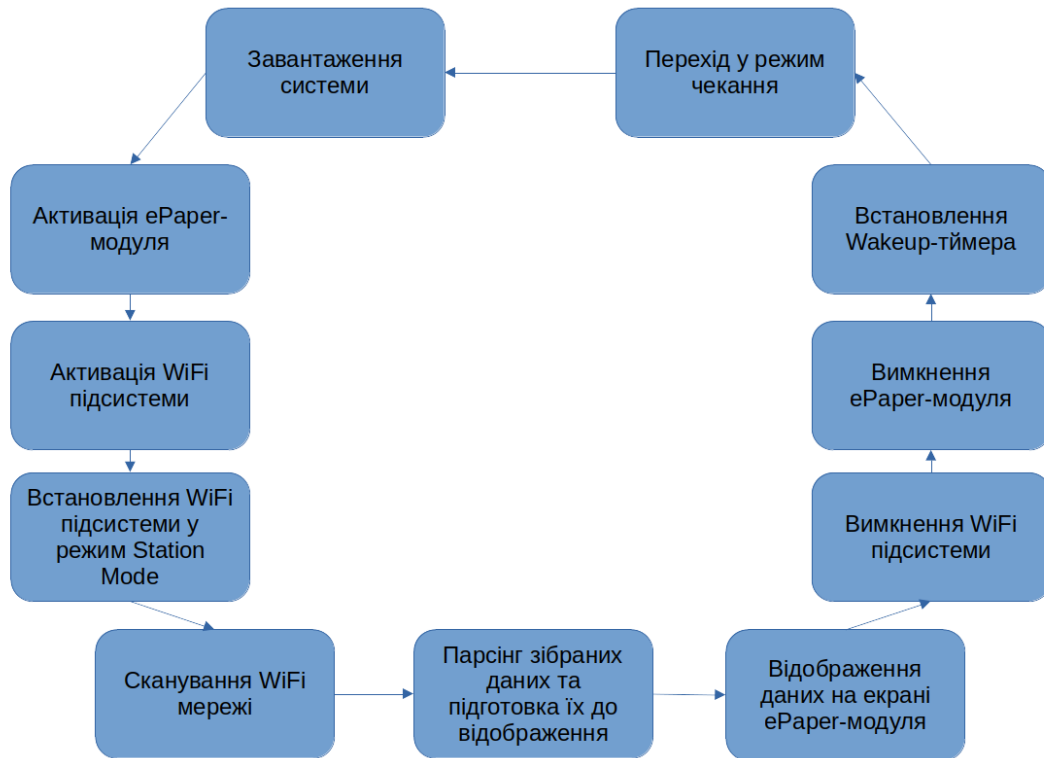 Завантаження
системи
Перехід у режим
чекання
Активація ePaper-
модуля
Встановлення
Wakeup-тймера
Активація WiFi
підсистеми
Вимкнення
ePaper-модуля
Встановлення WiFi
підсистеми у
режим Station
Mode
Вимкнення WiFi
підсистеми
Сканування WiFi
мережі
Парсінг зібраних
даних та
підготовка їх до
відображення
Відображення
даних на екрані
ePaper-модуля